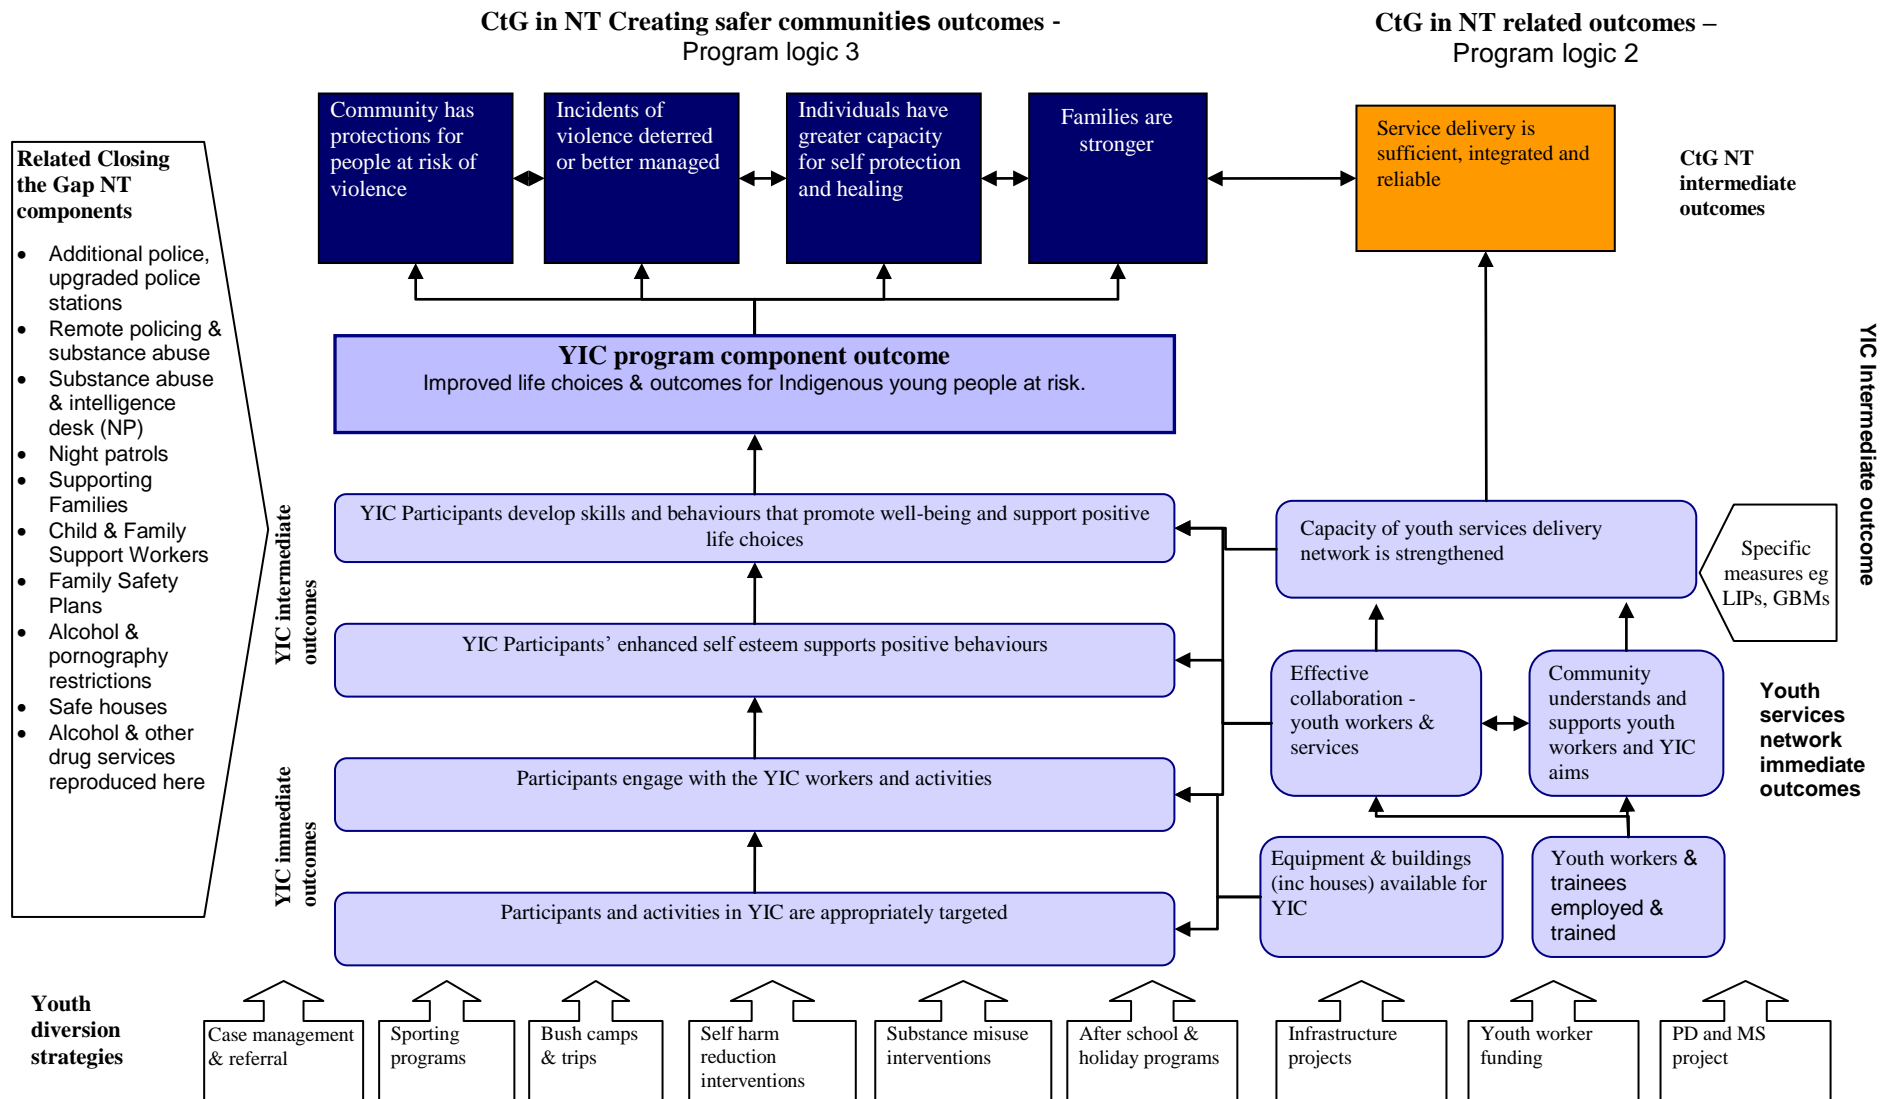 CtG in NT Creating safer communities outcomes -
Program logic 3
CtG in NT related outcomes –
Program logic 2
Community has
protections for
people at risk of
violence
Incidents of
violence deterred
or better managed
Individuals have
greater capacity
for self protection
and healing
Families are
stronger
Service delivery is
sufficient, integrated and
reliable
CtG NT
intermediate
outcomes
Related Closing
the Gap NT
components
• Additional police,
upgraded police
stations
• Remote policing &
substance abuse
• Substance abuse
& intelligence
desk (NP)
• Night patrols
• Supporting
Families
• Child & Family
Support Workers
• Family Safety
Plans
• Alcohol &
pornography
restrictions
• Safe houses
• Alcohol & other
drug services
reproduced here
YIC program component outcome
Improved life choices & outcomes for Indigenous young people at risk.
YIC Intermediate outcome
YIC intermediate
outcomes
YIC Participants develop skills and behaviours that promote well-being and support positive
life choices
Capacity of youth services delivery
network is strengthened
Specific
measures eg
LIPs, GBMs
YIC Participants’ enhanced self esteem supports positive behaviours
Effective
collaboration -
youth workers &
services
Community
understands and
supports youth
workers and YIC
aims
Youth
services
network
immediate
outcomes
YIC immediate
outcomes
Participants engage with the YIC workers and activities
Participants and activities in YIC are appropriately targeted
Equipment & buildings
(inc houses) available for
YIC
Youth workers &
trainees
employed &
trained
Youth
diversion
strategies
Case management
& referral
Sporting
programs
Bush camps
& trips
Self harm
reduction
interventions
Substance misuse
interventions
After school &
holiday programs
Infrastructure
projects
Youth worker
funding
PD and MS
project